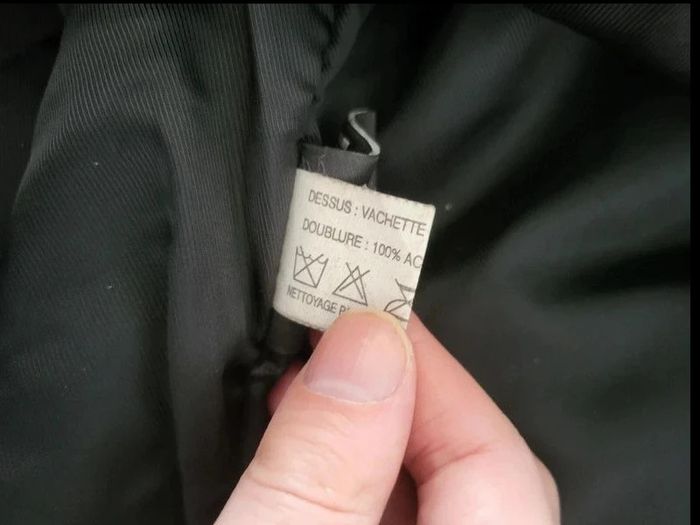 DESSUS : VACHETTE
DOUBLURE : 100% AC
NETTOYAGE